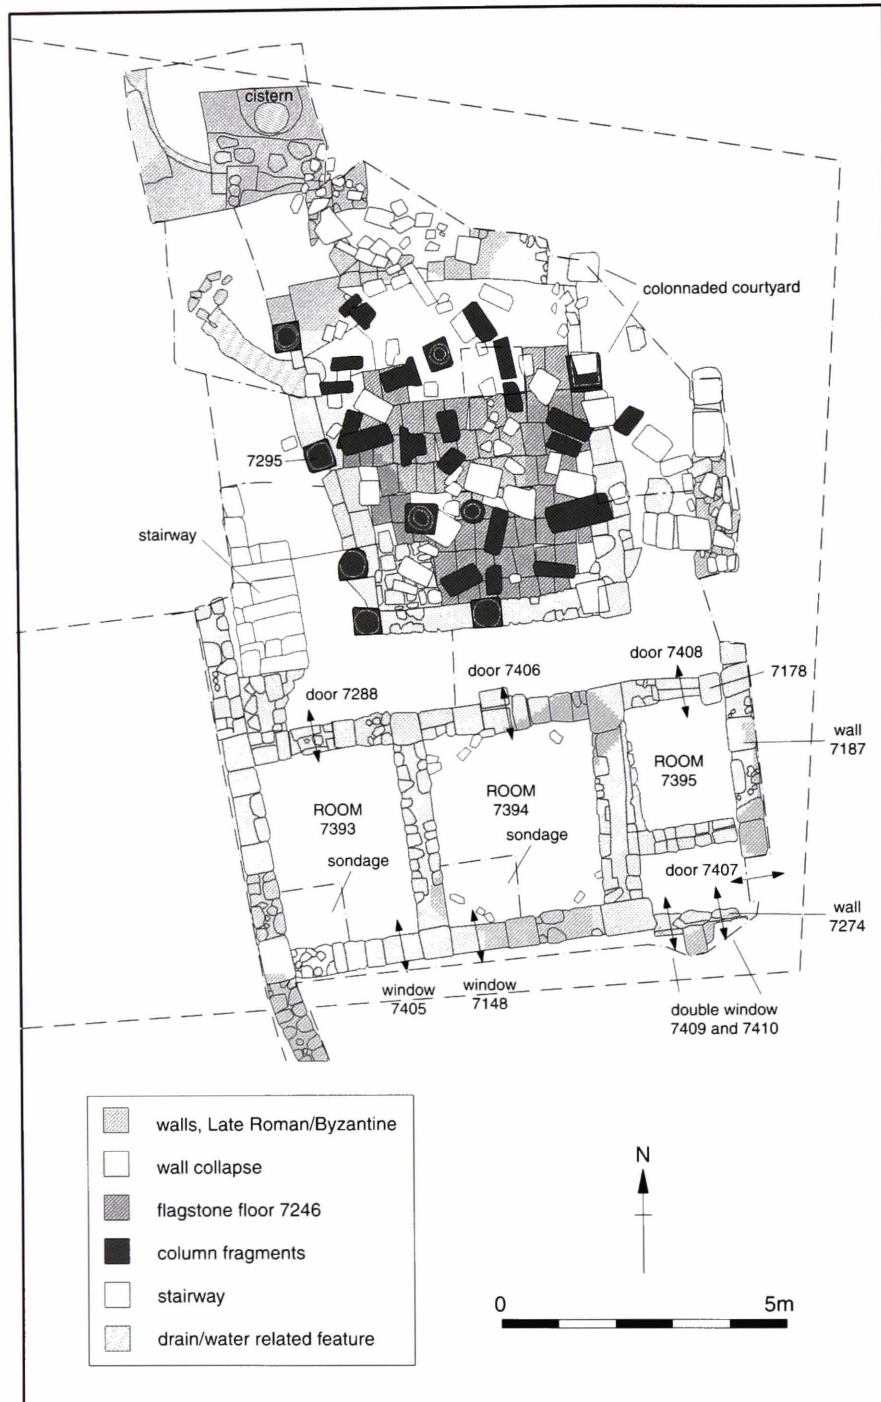 cistern
colonnaded courtyard
7295
stairway
door 7288
door 7406
door 7408
7178
wall
7187
ROOM
7393
ROOM
7394
ROOM
7395
sondage
sondage
door 7407
wall
7274
window
7405
window
7148
double window
7409 and 7410
walls, Late Roman/Byzantine
wall collapse
flagstone floor 7246
column fragments
stairway
drain/water related feature
N
0
5m